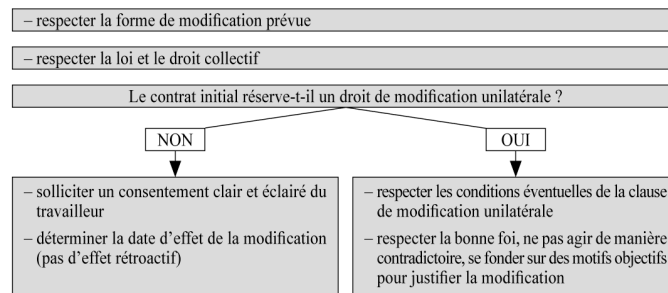 – respecter la forme de modification prévue
– respecter la loi et le droit collectif
Le contrat initial réserve-t-il un droit de modification unilatérale ?
NON
OUI
– solliciter un consentement clair et éclairé du
travailleur
– déterminer la date d'effet de la modification
(pas d'effet rétroactif)
– respecter les conditions éventuelles de la clause
de modification unilatérale
– respecter la bonne foi, ne pas agir de manière
contradictoire, se fonder sur des motifs objectifs
pour justifier la modification